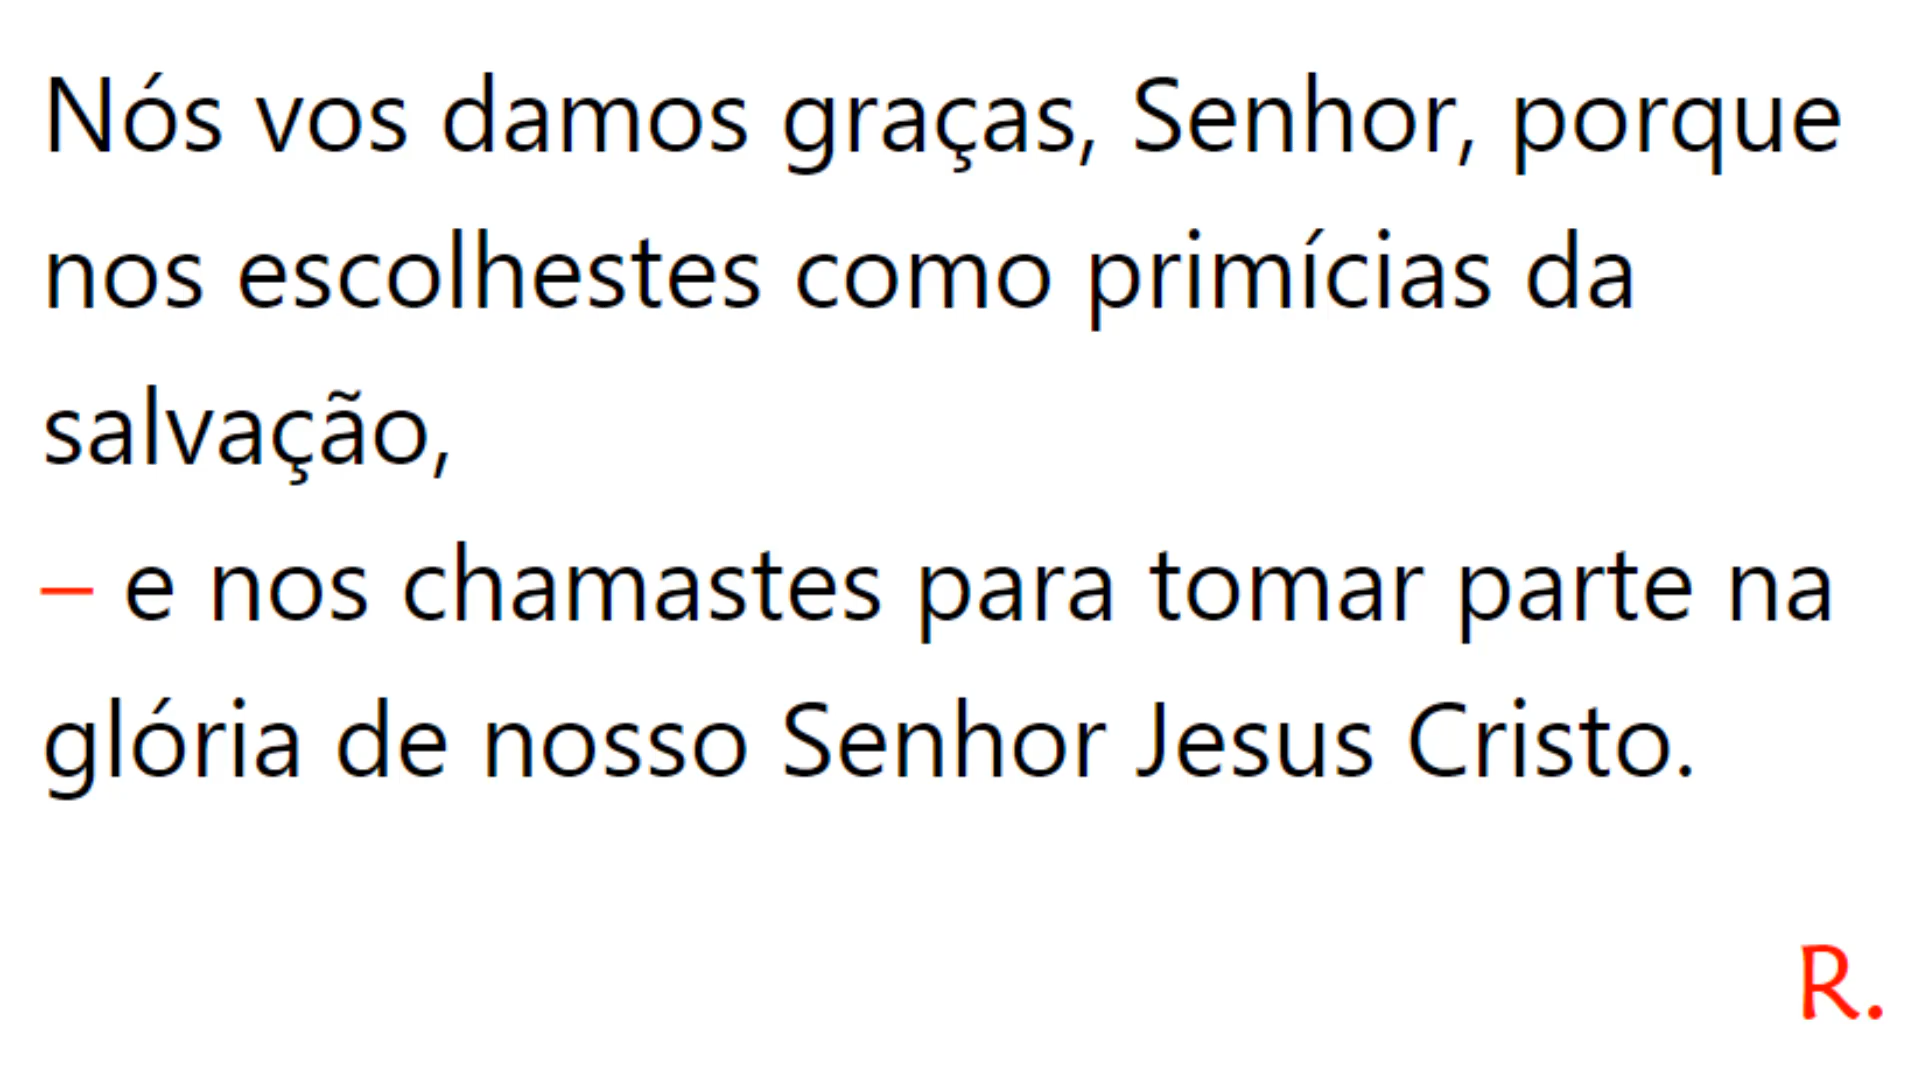 Nós vos damos graças, Senhor, porque
nos escolhestes como primícias da
salvação,
– e nos chamastes para tomar parte na
glória de nosso Senhor Jesus Cristo.
R.